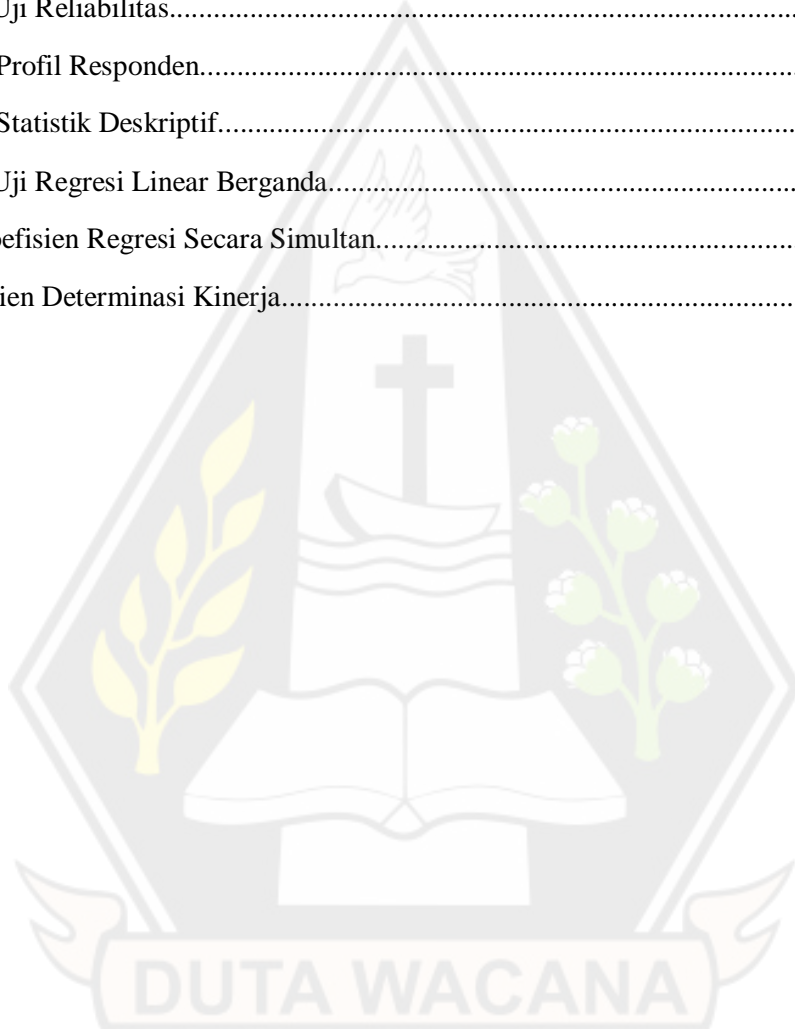 Uji Reliabilitas..........................................................................................
Profil Responden......................................................................................
Statistik Deskriptif....................................................................................
Uji Regresi Linear Berganda.....................................................................
efisien Regresi Secara Simultan...............................................................
ien Determinasi Kinerja............................................................................
DUTA WACANA